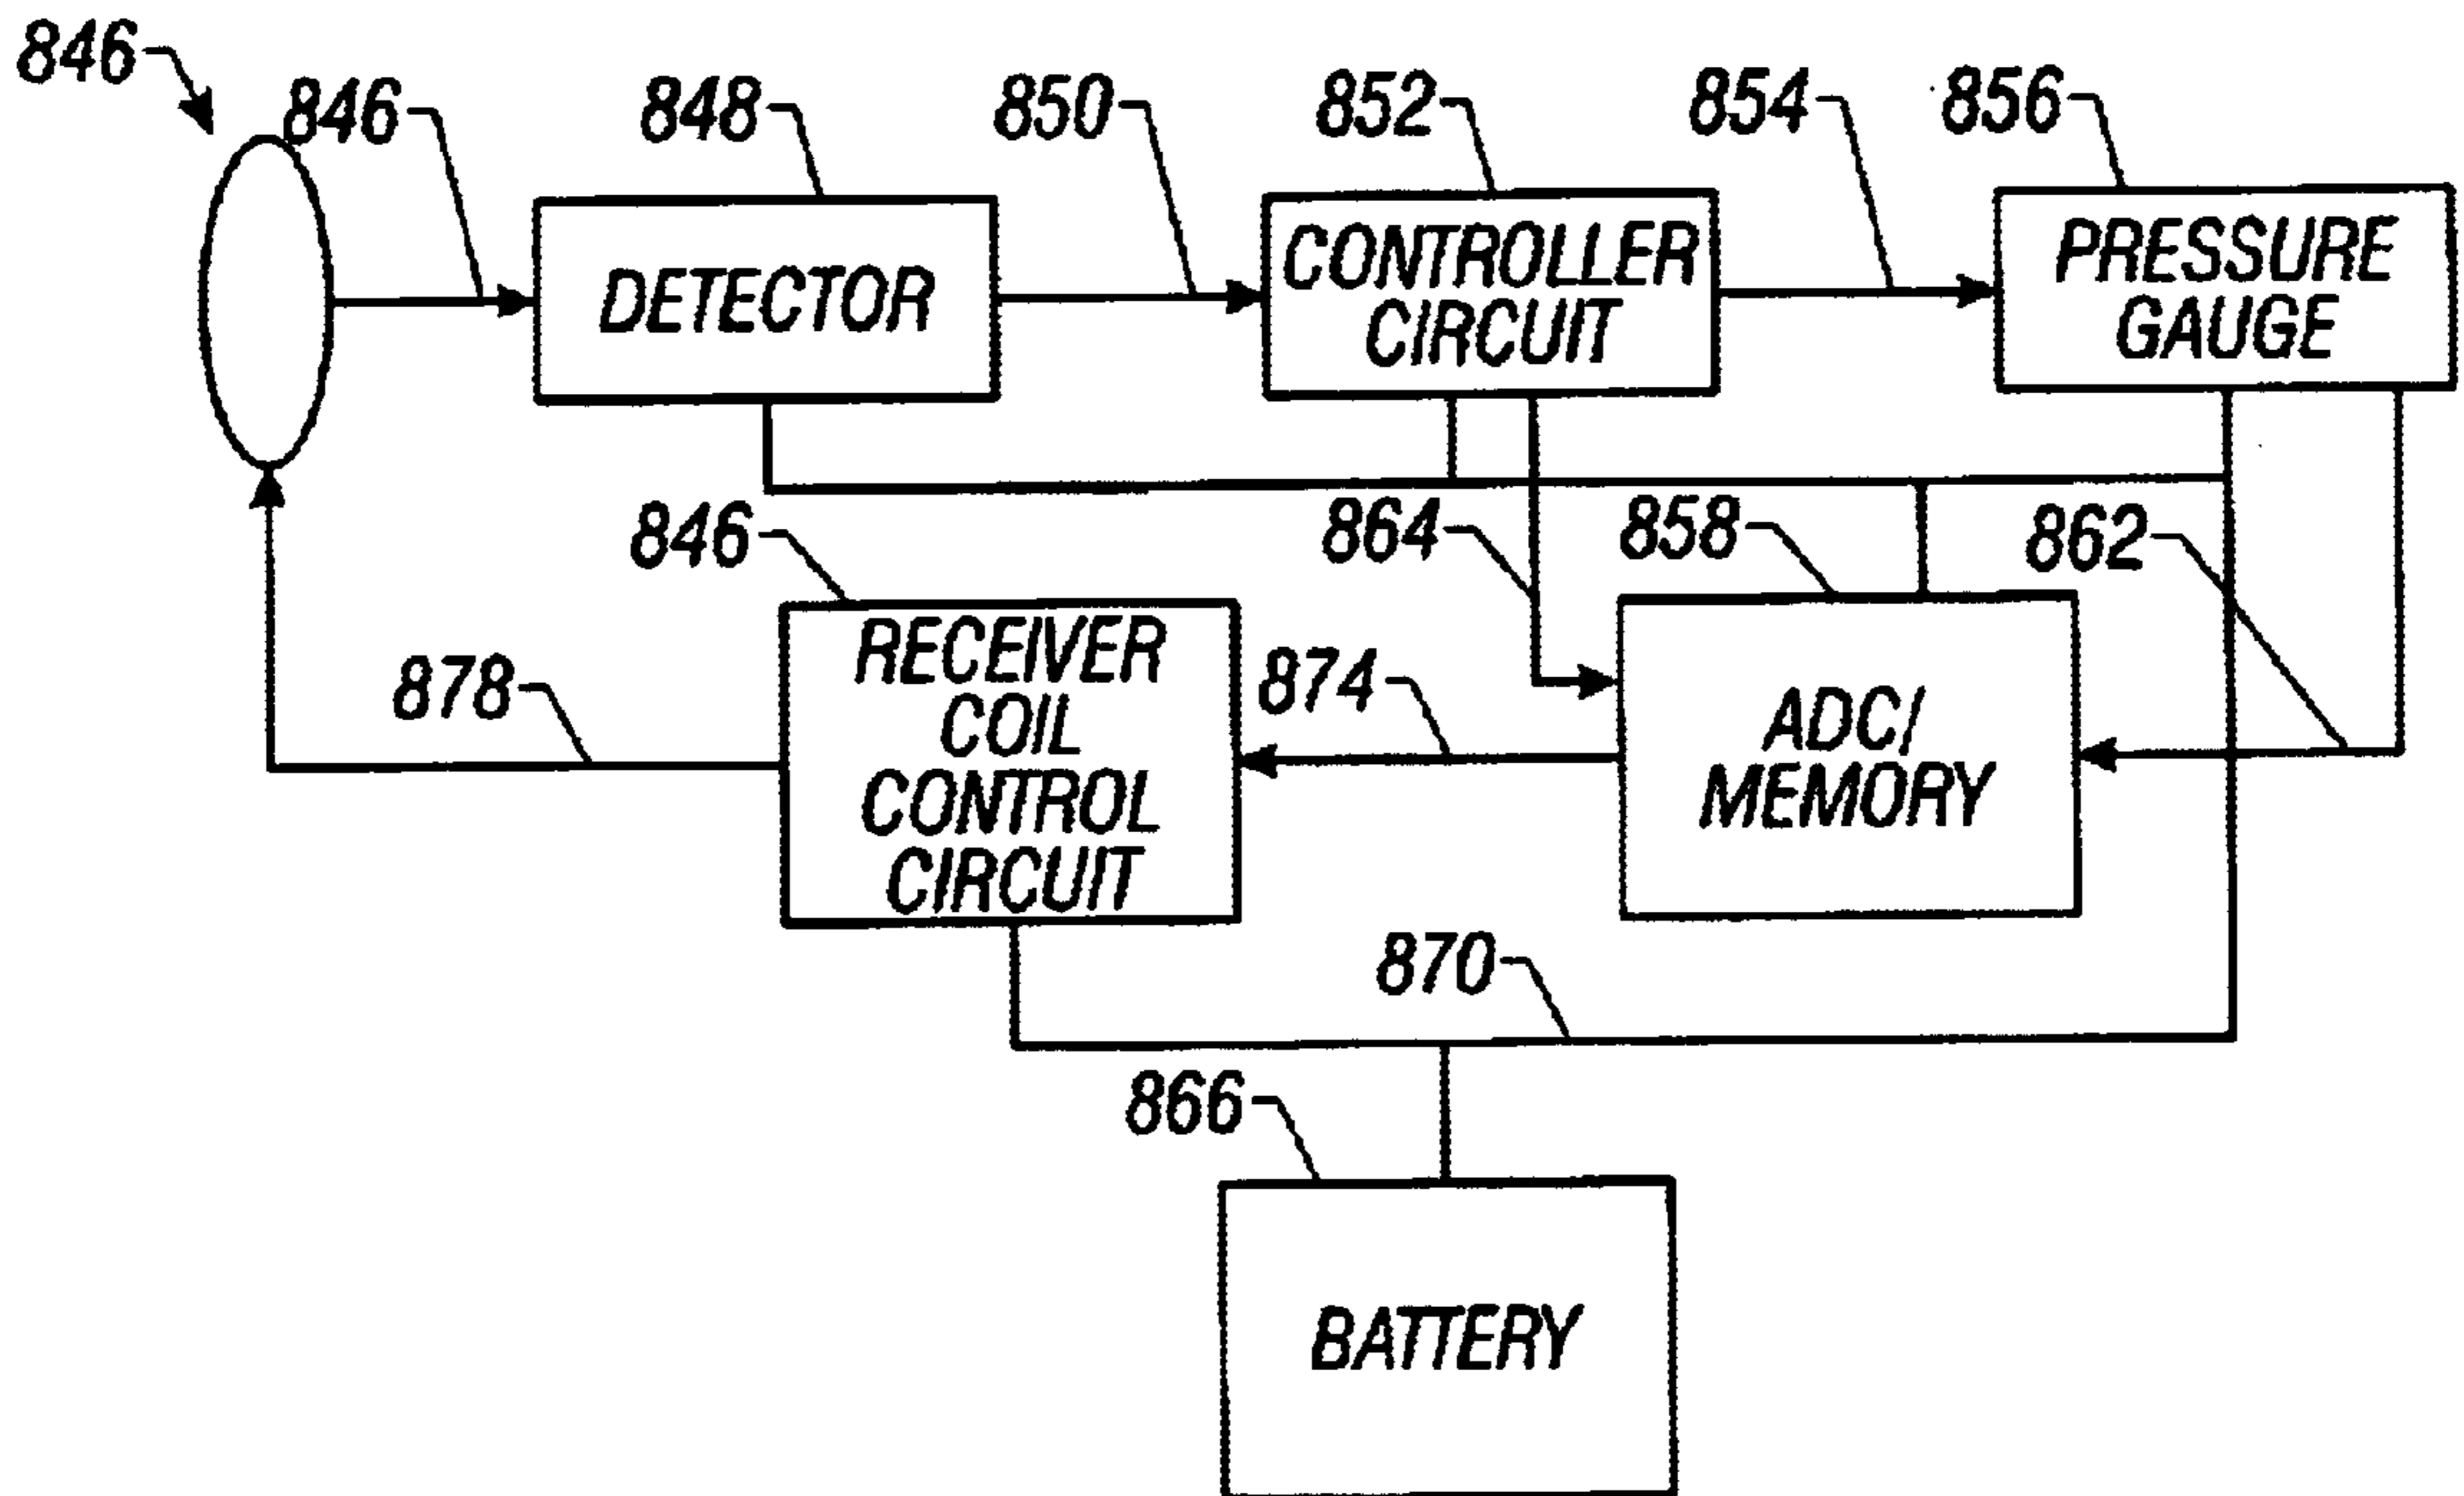 846
846
848
850
852
854
856
DETECTOR
CONTROLLER
CIRCUIT
PRESSURE
GAUGE
846
864
858
862
878
RECEIVER
COIL
CONTROL
CIRCUIT
874
ADC/
MEMORY
870
866
BATTERY